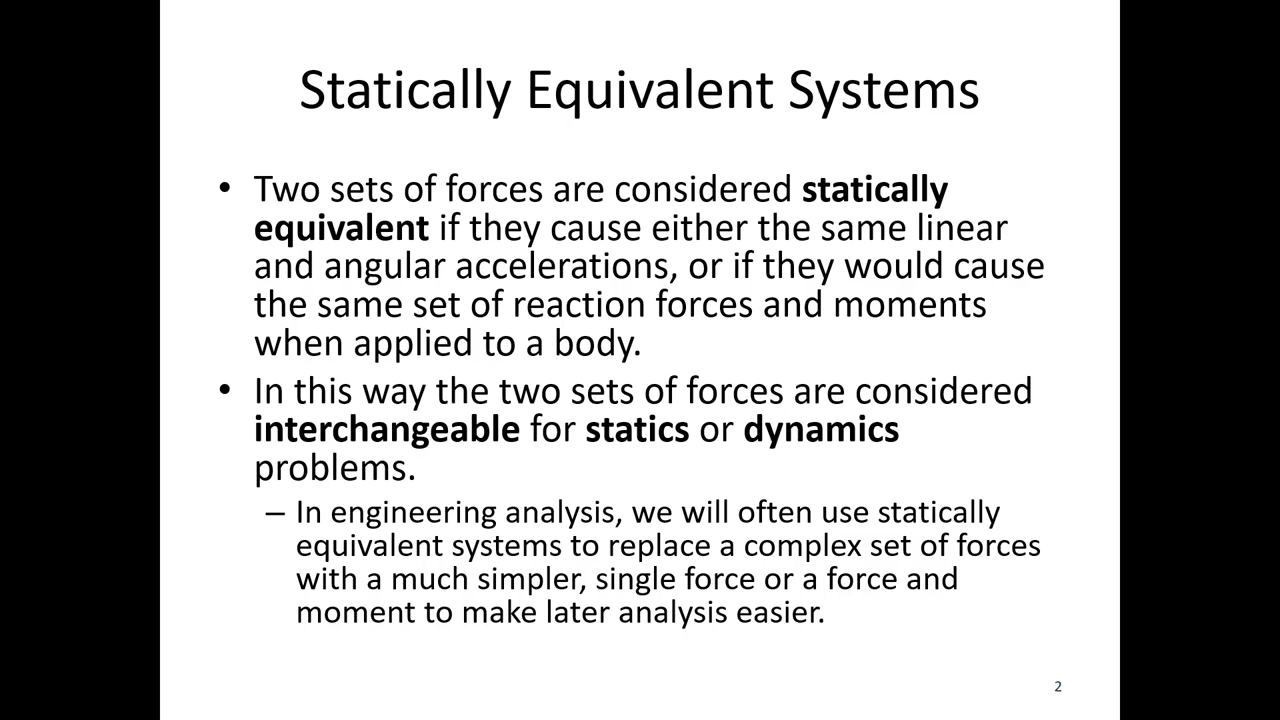 Statically Equivalent Systems
• Two sets of forces are considered statically
equivalent if they cause either the same linear
and angular accelerations, or if they would cause
the same set of reaction forces and moments
when applied to a body.
• In this way the two sets of forces are considered
interchangeable for statics or dynamics
problems.
– In engineering analysis, we will often use statically
equivalent systems to replace a complex set of forces
with a much simpler, single force or a force and
moment to make later analysis easier.
2